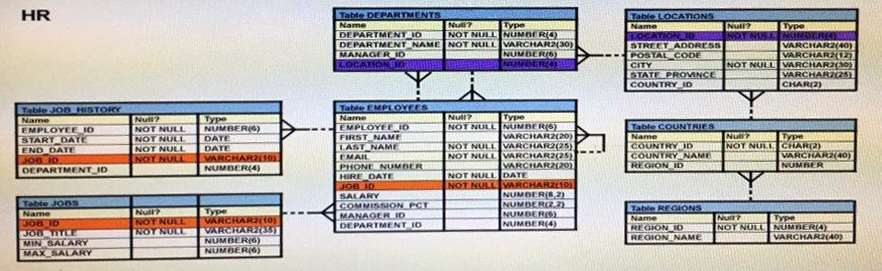 HR
Table DEPARTMENTS
Name Null? Type
DEPARTMENT_ID NOT NULL NUMBER(4)
DEPARTMENT_NAME NOT NULL VARCHAR2(30)
MANAGER_ID NUMBER(6)
LOCATION_ID NUMBER(4)
Table LOCATIONS
Name Null? Type
LOCATION_ID NOT NULL NUMBER(4)
STREET_ADDRESS VARCHAR2(40)
POSTAL_CODE VARCHAR2(12)
CITY NOT NULL VARCHAR2(30)
STATE_PROVINCE VARCHAR2(25)
COUNTRY_ID CHAR(2)
Table JOB_HISTORY
Name Null? Type
EMPLOYEE_ID NOT NULL NUMBER(6)
START_DATE NOT NULL DATE
END_DATE NOT NULL DATE
JOB_ID NOT NULL VARCHAR2(10)
DEPARTMENT_ID NUMBER(4)
Table EMPLOYEES
Name Null? Type
EMPLOYEE_ID NOT NULL NUMBER(6)
FIRST_NAME VARCHAR2(20)
LAST_NAME NOT NULL VARCHAR2(25)
EMAIL NOT NULL VARCHAR2(25)
PHONE_NUMBER VARCHAR2(20)
HIRE_DATE NOT NULL DATE
JOB_ID NOT NULL VARCHAR2(10)
SALARY NUMBER(8,2)
COMMISSION_PCT NUMBER(2,2)
MANAGER_ID NUMBER(6)
DEPARTMENT_ID NUMBER(4)
Table COUNTRIES
Name Null? Type
COUNTRY_ID NOT NULL CHAR(2)
COUNTRY_NAME VARCHAR2(40)
REGION_ID NUMBER
Table JOBS
Name Null? Type
JOB_ID NOT NULL VARCHAR2(10)
JOB_TITLE NOT NULL VARCHAR2(35)
MIN_SALARY NUMBER(6)
MAX_SALARY NUMBER(6)
Table REGIONS
Name Null? Type
REGION_ID NOT NULL NUMBER(4)
REGION_NAME VARCHAR2(40)